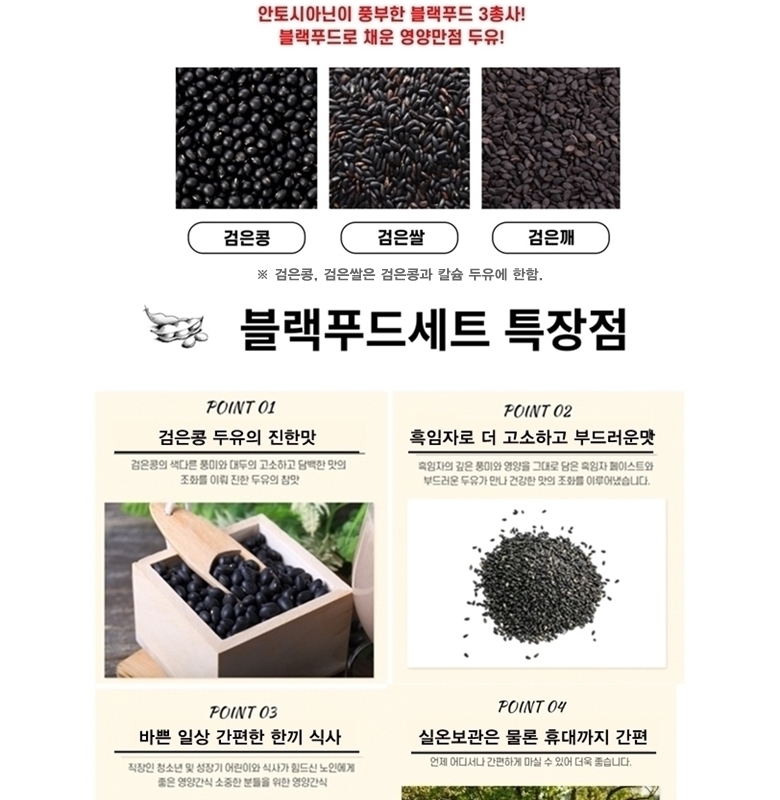 안토시아닌이 풍부한 블랙푸드 3총사!
블랙푸드로 채운 영양만점 두유!
검은콩
검은쌀
검은깨
※ 검은콩, 검은쌀은 검은콩과 칼슘 두유에 한함.
블랙푸드세트 특장점
POINT 01
검은콩 두유의 진한맛
검은콩의 색다른 풍미와 대두의 고소하고 담백한 맛의
조화를 이뤄 진한 두유의 참맛
POINT 02
흑임자로 더 고소하고 부드러운맛
흑임자의 깊은 풍미와 영양을 그대로 담은 흑임자 페이스트와
부드러운 두유가 만나 건강한 맛의 조화를 이루어냈습니다.
POINT 03
바쁜 일상 간편한 한끼 식사
직장인 청소년 및 성장기 어린이와 식사가 힘드신 노인에게
좋은 영양간식 소중한 분들을 위한 영양간식
POINT 04
실온보관은 물론 휴대까지 간편
언제 어디서나 간편하게 마실 수 있어 더욱 좋습니다.